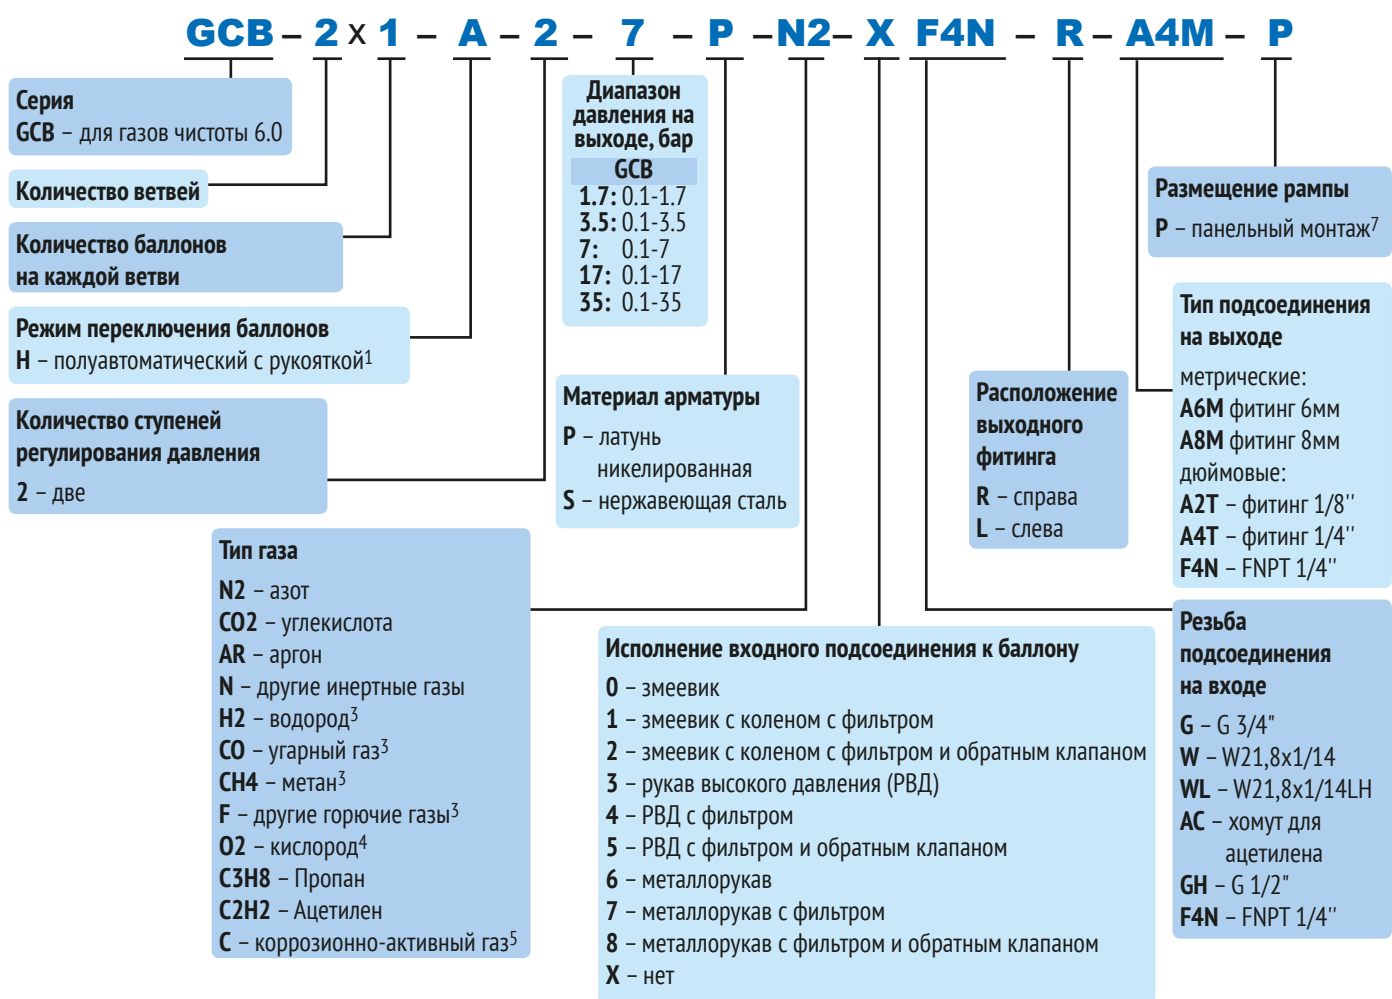 GCB – 2 x 1 – A – 2 – 7 – P – N2 – X F4N – R – A4M – P
Серия
GCB – для газов чистоты 6.0
Количество ветвей
Количество баллонов
на каждой ветви
Режим переключения баллонов
H – полуавтоматический с рукояткой1
Количество ступеней
регулирования давления
2 – две
Диапазон
давления на
выходе, бар
GCB
1.7: 0.1-1.7
3.5: 0.1-3.5
7: 0.1-7
17: 0.1-17
35: 0.1-35
Материал арматуры
P – латунь
никелированная
S – нержавеющая сталь
Тип газа
N2 – азот
CO2 – углекислота
AR – аргон
N – другие инертные газы
H2 – водород3
CO – угарный газ3
CH4 – метан3
F – другие горючие газы3
O2 – кислород4
C3H8 – Пропан
C2H2 – Ацетилен
C – коррозионно-активный газ5
Исполнение входного подсоединения к баллону
0 – змеевик
1 – змеевик с коленом с фильтром
2 – змеевик с коленом с фильтром и обратным клапаном
3 – рукав высокого давления (РВД)
4 – РВД с фильтром
5 – РВД с фильтром и обратным клапаном
6 – металлорукав
7 – металлорукав с фильтром
8 – металлорукав с фильтром и обратным клапаном
X – нет
Расположение
выходного
фитинга
R – справа
L – слева
Размещение рампы
P – панельный монтаж7
Тип подсоединения
на выходе
метрические:
A6M фитинг 6мм
A8M фитинг 8мм
дюймовые:
A2T – фитинг 1/8''
A4T – фитинг 1/4''
F4N – FNPT 1/4''
Резьба
подсоединения
на входе
G – G 3/4"
W – W21,8x1/14
WL – W21,8x1/14LH
AC – хомут для
ацетилена
GH – G 1/2"
F4N – FNPT 1/4''